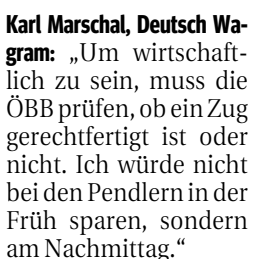 Karl Marschal, Deutsch Wa-
gram: „Um wirtschaft-
lich zu sein, muss die
ÖBB prüfen, ob ein Zug
gerechtfertigt ist oder
nicht. Ich würde nicht
bei den Pendlern in der
Früh sparen, sondern
am Nachmittag.“